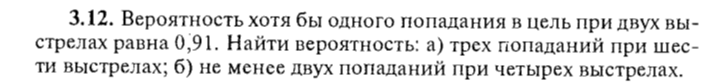 3.12. Вероятность хотя бы одного попадания в цель при двух вы-
стрелах равна 0,91. Найти вероятность: а) трех попаданий при шес-
ти выстрелах; б) не менее двух попаданий при четырех выстрелах.